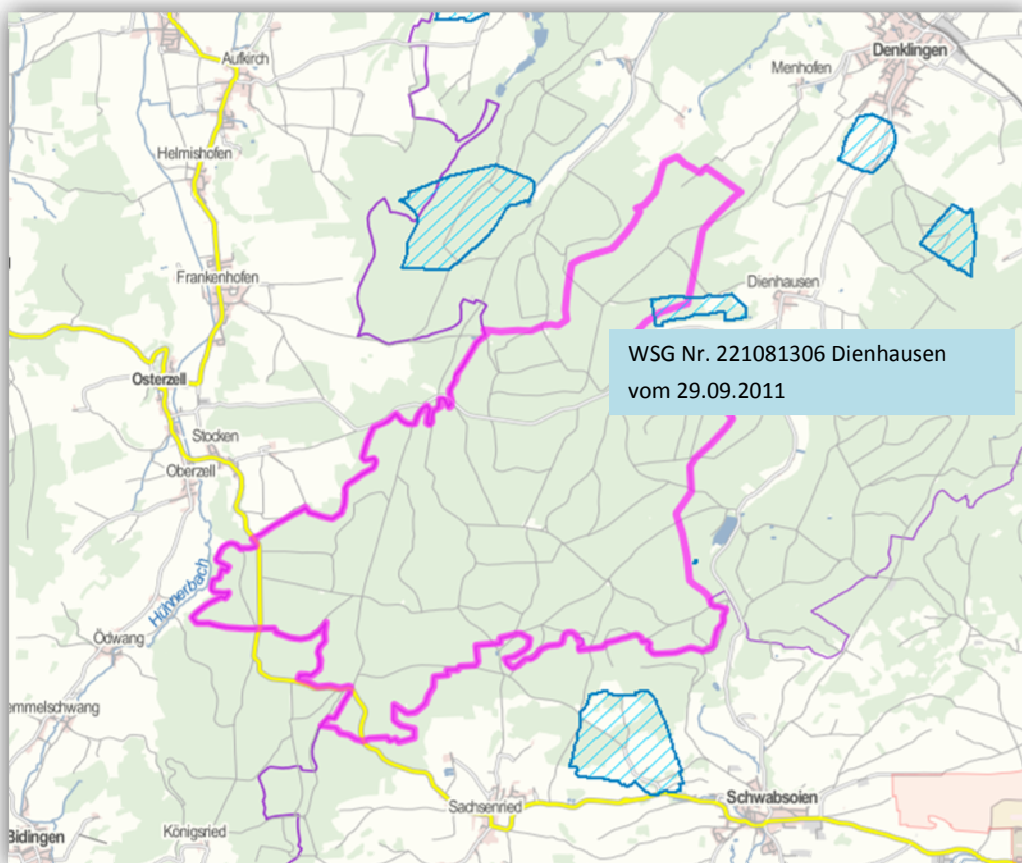 Aufkirch
Denklingen
Menhofen
Helmishofen
Frankenhofen
Dienhausen
WSG Nr. 221081306 Dienhausen
vom 29.09.2011
Osterzell
Stocken
Oberzell
Hühnerbach
Ödwang
emmelschwang
Sachsenried
Schwabsoien
Königsried
Bidingen